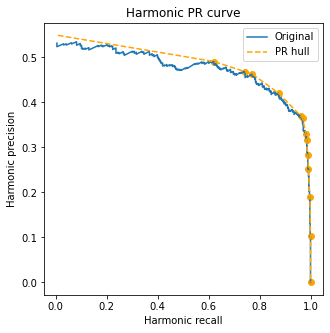 Harmonic PR curve
Original
PR hull
Harmonic precision
0.5
0.4
0.3
0.2
0.1
0.0
0.0 0.2 0.4 0.6 0.8 1.0
Harmonic recall